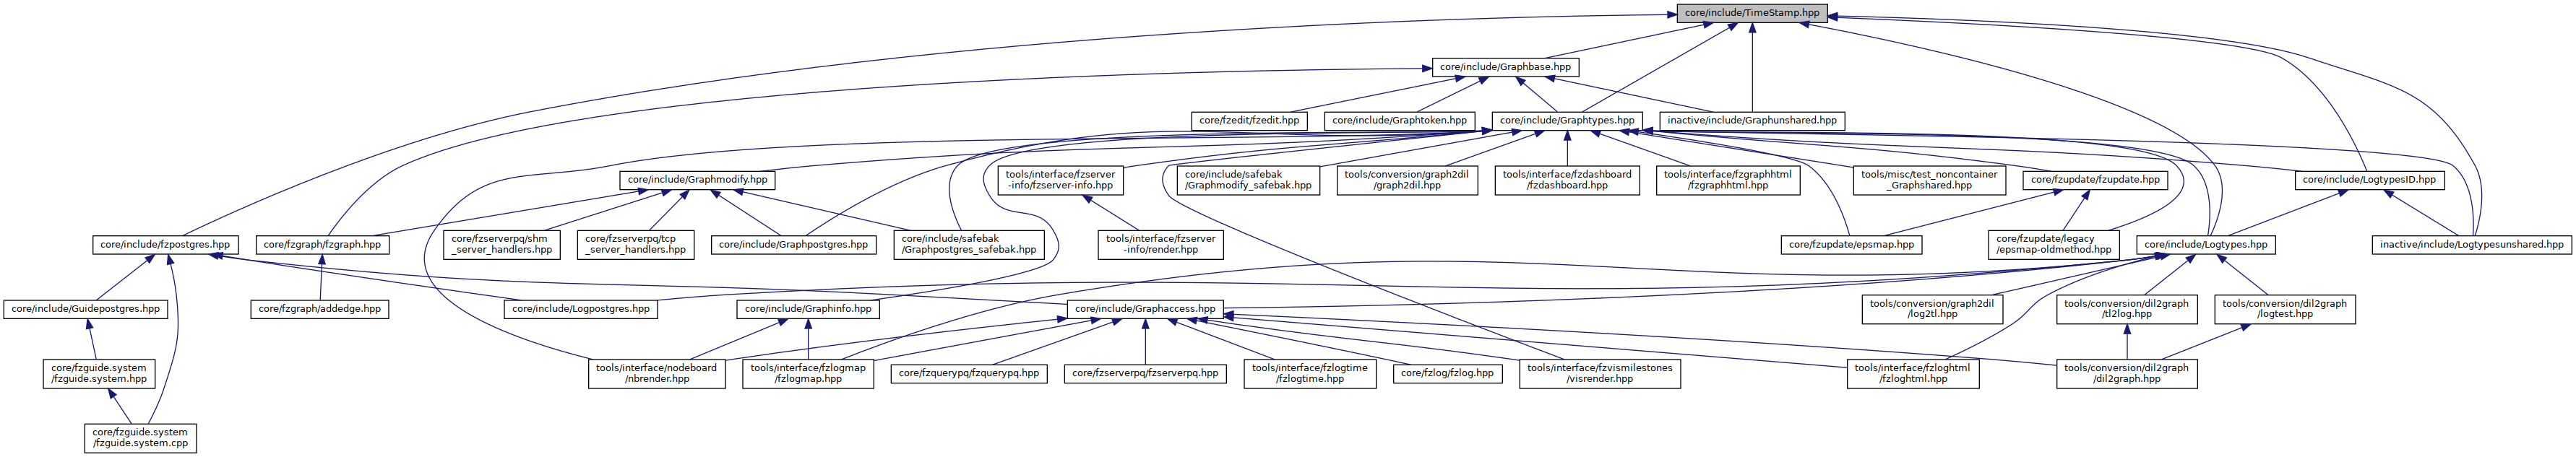 core/include/TimeStamp.hpp
core/include/Graphbase.hpp
core/fzedit/fzedit.hpp
core/include/Graphtoken.hpp
core/include/Graphtypes.hpp
inactive/include/Graphunshared.hpp
core/include/Graphmodify.hpp
tools/interface/fzserver
-info/fzserver-info.hpp
core/include/safebak
/Graphmodify_safebak.hpp
tools/conversion/graph2dil
/graph2dil.hpp
tools/interface/fzdashboard
/fzdashboard.hpp
tools/interface/fzgraphhtml
/fzgraphhtml.hpp
tools/misc/test_noncontainer
_Graphshared.hpp
core/fzupdate/fzupdate.hpp
core/include/LogtypesID.hpp
core/include/fzpostgres.hpp
core/fzgraph/fzgraph.hpp
core/fzserverpq/shm
_server_handlers.hpp
core/fzserverpq/tcp
_server_handlers.hpp
core/include/Graphpostgres.hpp
core/include/safebak
/Graphpostgres_safebak.hpp
tools/interface/fzserver
-info/render.hpp
core/fzupdate/epsmap.hpp
core/fzupdate/legacy
/epsmap-oldmethod.hpp
core/include/Logtypes.hpp
inactive/include/Logtypesunshared.hpp
core/include/Guidepostgres.hpp
core/fzgraph/addedge.hpp
core/include/Logpostgres.hpp
core/include/Graphinfo.hpp
core/include/Graphaccess.hpp
tools/conversion/graph2dil
/log2tl.hpp
tools/conversion/dil2graph
/tl2log.hpp
tools/conversion/dil2graph
/logtest.hpp
core/fzguide.system
/fzguide.system.hpp
tools/interface/nodeboard
/nbrender.hpp
tools/interface/fzlogmap
/fzlogmap.hpp
core/fzquerypq/fzquerypq.hpp
core/fzserverpq/fzserverpq.hpp
tools/interface/fzlogtime
/fzlogtime.hpp
core/fzlog/fzlog.hpp
tools/interface/fzvismilestones
/visrender.hpp
tools/interface/fzloghtml
/fzloghtml.hpp
tools/conversion/dil2graph
/dil2graph.hpp
core/fzguide.system
/fzguide.system.cpp